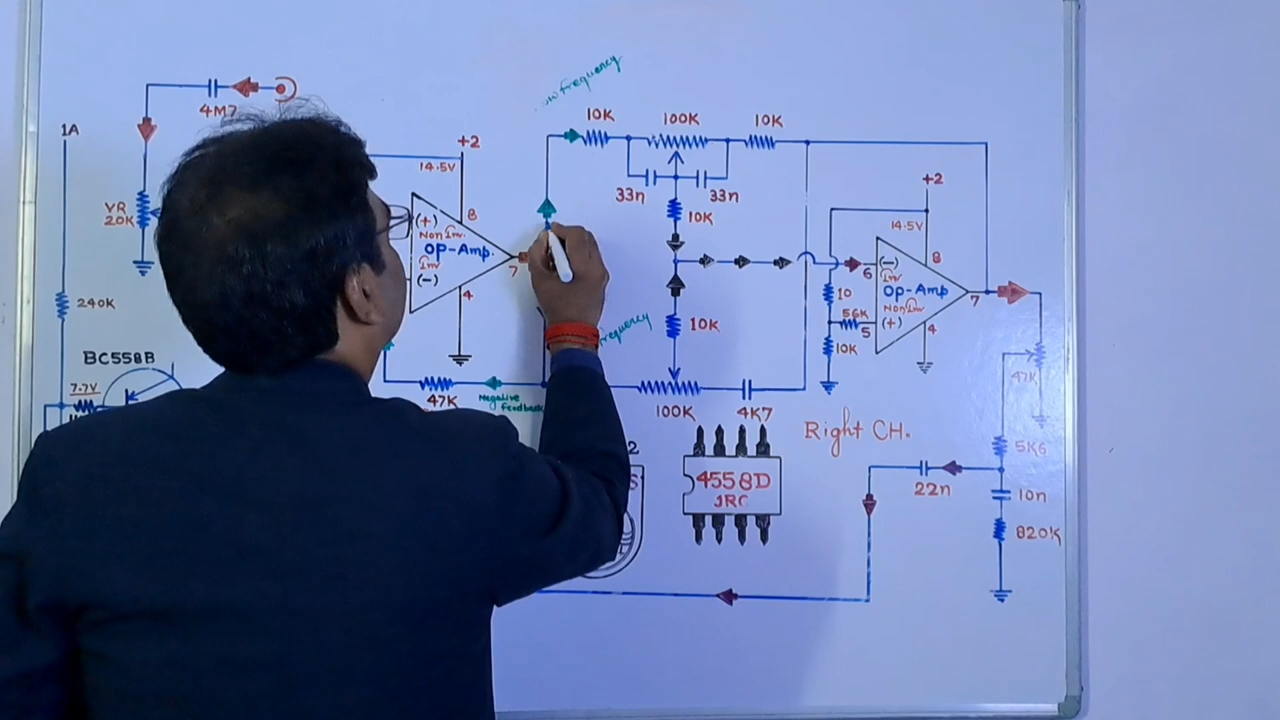 frequency
4M7
1A
VR
20K
240K
BC558B
7.7V
+2
14.5V
8
(+)
Non Inv.
OP-Amp.
Inv
(-)
7
4
10K
100K
10K
33n
33n
10K
frequency
10K
47K
Negative
feedback
100K
4K7
+2
14.5V
8
6
(-)
Inv
OP-Amp
Non Inv
(+)
7
4
10
56K
5
10K
47K
Right CH.
4558D
JRC
2
S
5K6
22n
10n
820K